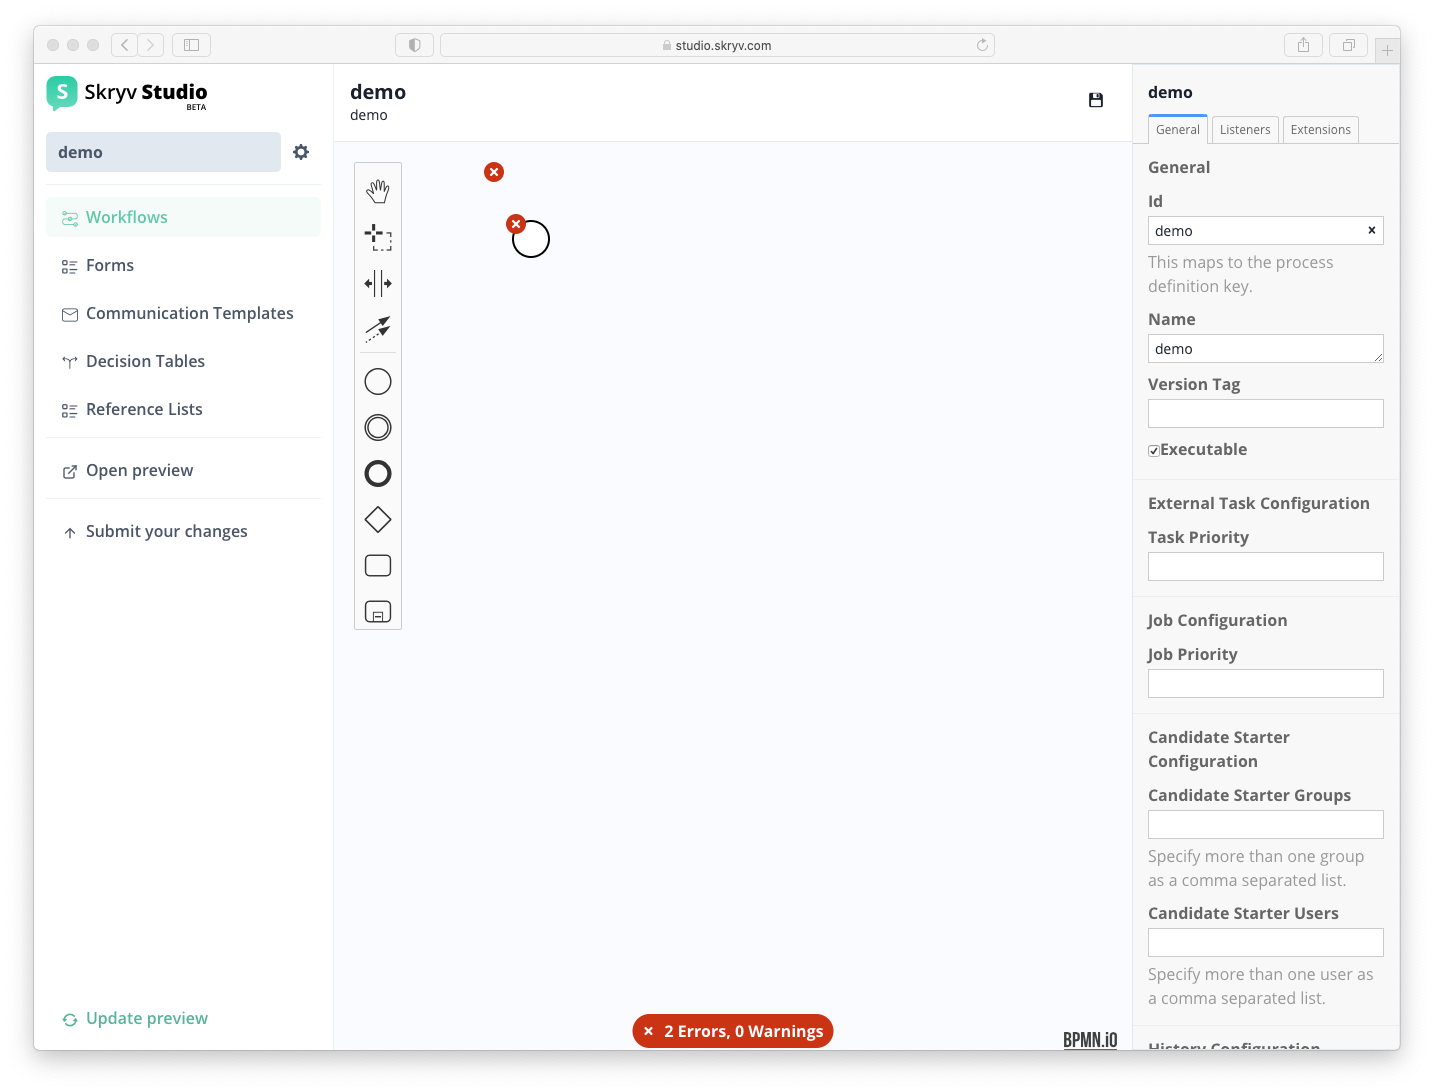 studio.skryv.com
S Skryv Studio
BETA
demo
Workflows
Forms
Communication Templates
Decision Tables
Reference Lists
Open preview
Submit your changes
Update preview
demo
demo
2 Errors, 0 Warnings
BPMN.iO
demo
General Listeners Extensions
General
Id
demo
This maps to the process
definition key.
Name
demo
Version Tag
Executable
External Task Configuration
Task Priority
Job Configuration
Job Priority
Candidate Starter
Configuration
Candidate Starter Groups
Specify more than one group
as a comma separated list.
Candidate Starter Users
Specify more than one user as
a comma separated list.
History Configuration